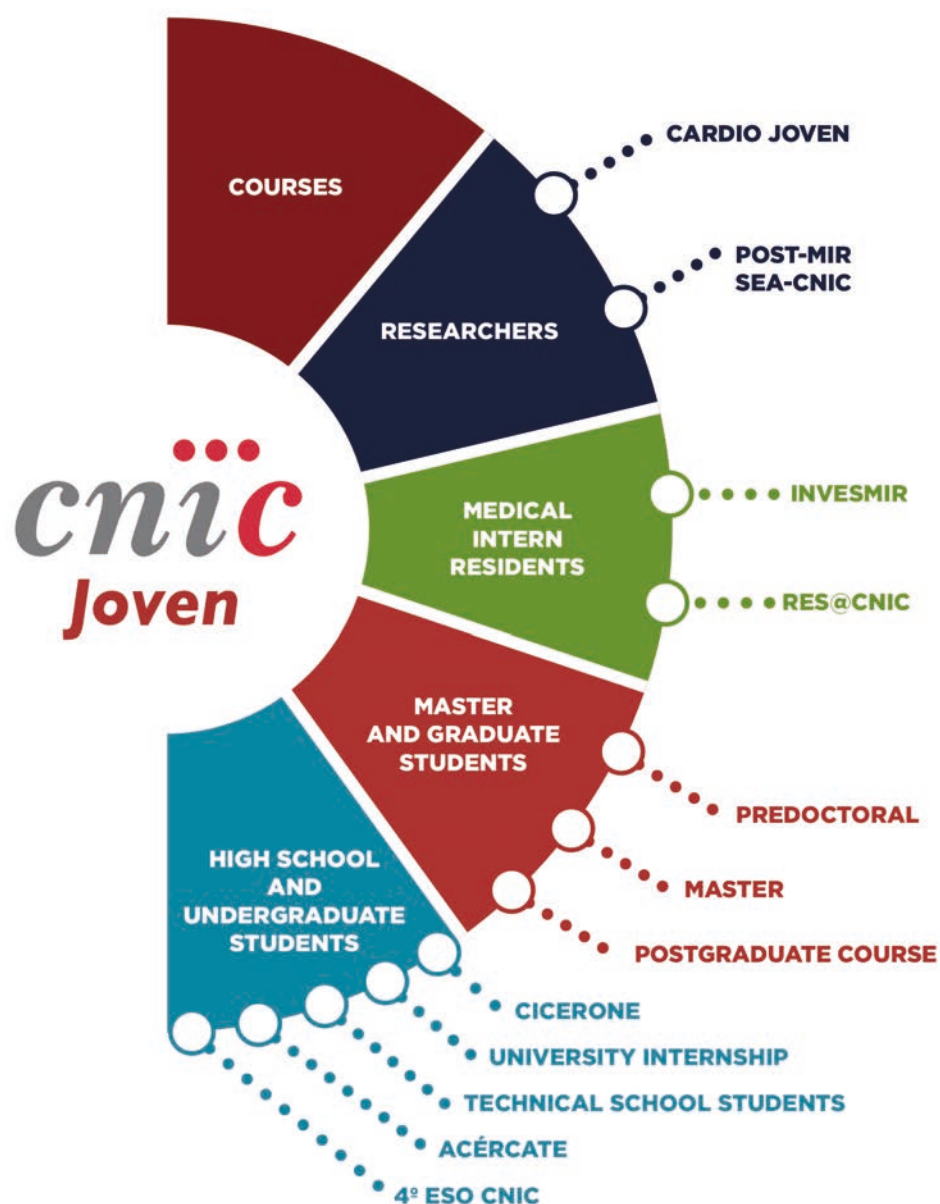 COURSES
CARDIO JOVEN
POST-MIR
SEA-CNIC
RESEARCHERS
cnic
Joven
MEDICAL
INTERN
RESIDENTS
INVESMIR
RES@CNIC
MASTER
AND GRADUATE
STUDENTS
PREDOCTORAL
MASTER
POSTGRADUATE COURSE
HIGH SCHOOL
AND
UNDERGRADUATE
STUDENTS
CICERONE
UNIVERSITY INTERNSHIP
TECHNICAL SCHOOL STUDENTS
ACÉRCATE
4º ESO CNIC